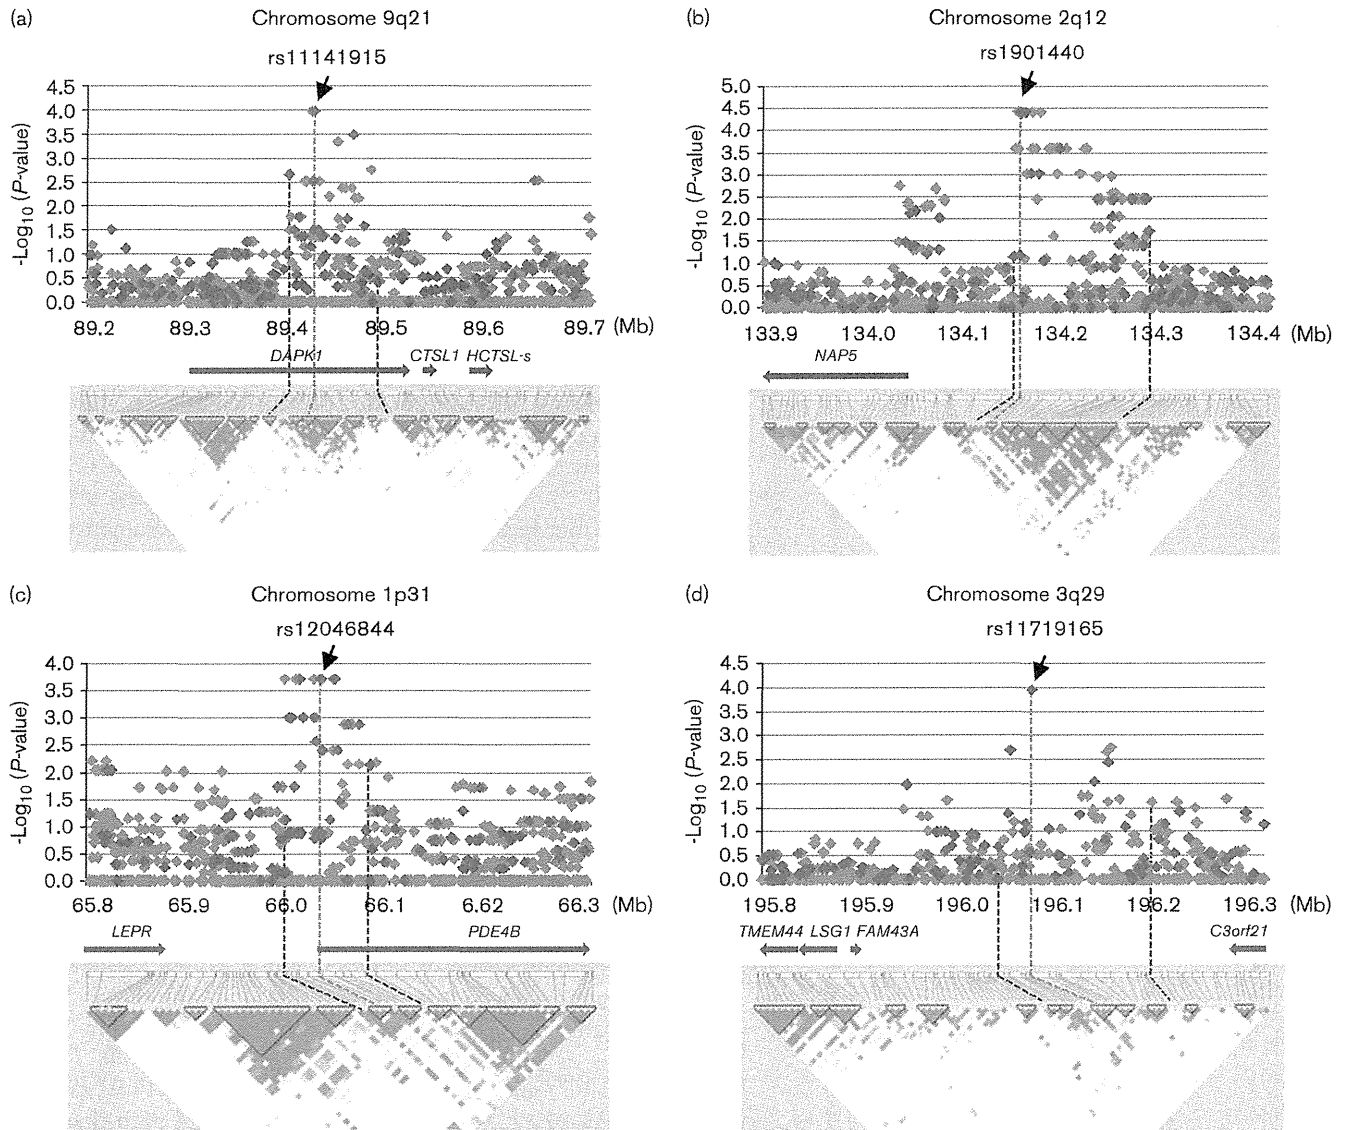 (a)
Chromosome 9q21
rs11141915
4.5
4.0
3.5
3.0
2.5
2.0
1.5
1.0
0.5
0.0
-Log10 (P-value)
89.2 89.3 89.4 89.5 89.6 89.7 (Mb)
DAPK1 CTSL1 HCTSL-s
(b)
Chromosome 2q12
rs1901440
5.0
4.5
4.0
3.5
3.0
2.5
2.0
1.5
1.0
0.5
0.0
-Log10 (P-value)
133.9 134.0 134.1 134.2 134.3 134.4 (Mb)
NAP5
(c)
Chromosome 1p31
rs12046844
4.0
3.5
3.0
2.5
2.0
1.5
1.0
0.5
0.0
-Log10 (P-value)
65.8 65.9 66.0 66.1 6.62 66.3 (Mb)
LEPR PDE4B
(d)
Chromosome 3q29
rs11719165
4.5
4.0
3.5
3.0
2.5
2.0
1.5
1.0
0.5
0.0
-Log10 (P-value)
195.8 195.9 196.0 196.1 196.2 196.3 (Mb)
TMEM44 LSG1 FAM43A C3orf21